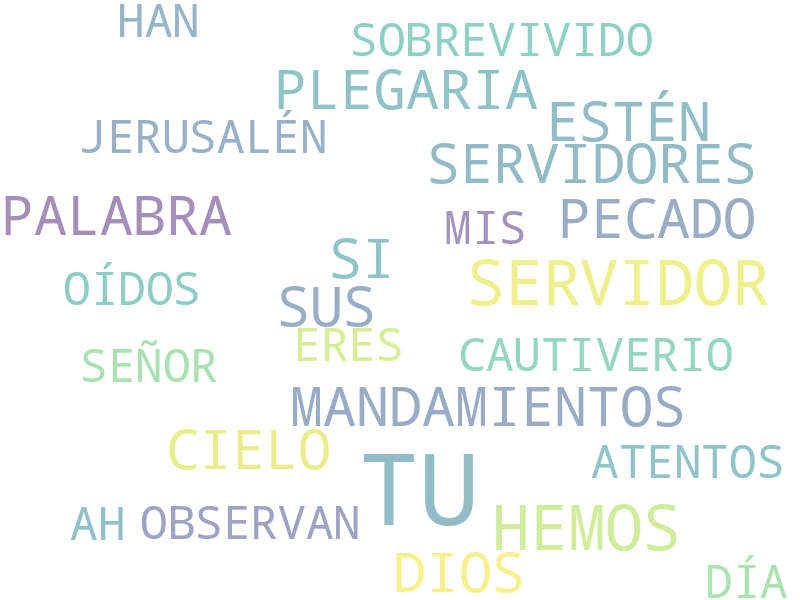 HAN
SOBREVIVIDO
PLEGARIA
ESTÉN
JERUSALÉN
SERVIDORES
PALABRA
MIS
PECADO
SI
OÍDOS
SERVIDOR
SUS
ERES
SEÑOR
CAUTIVERIO
MANDAMIENTOS
CIELO
ATENTOS
TU
AH
OBSERVAN
HEMOS
DIOS
DÍA